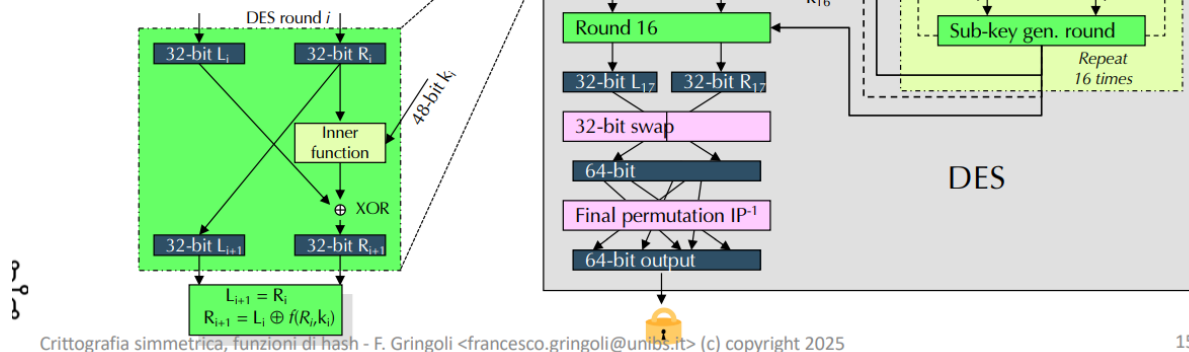 DES round i
32-bit Lᵢ
32-bit Rᵢ
48-bit kᵢ
Inner
function
⊕ XOR
32-bit Lᵢ₊₁
32-bit Rᵢ₊₁
Lᵢ₊₁ = Rᵢ
Rᵢ₊₁ = Lᵢ ⊕ f(Rᵢ,kᵢ)
Round 16
32-bit L₁₇
32-bit R₁₇
32-bit swap
64-bit
Final permutation IP⁻¹
64-bit output
Sub-key gen. round
Repeat
16 times
DES
Crittografia simmetrica, funzioni di hash - F. Gringoli <francesco.gringoli@unibs.it> (c) copyright 2025
15